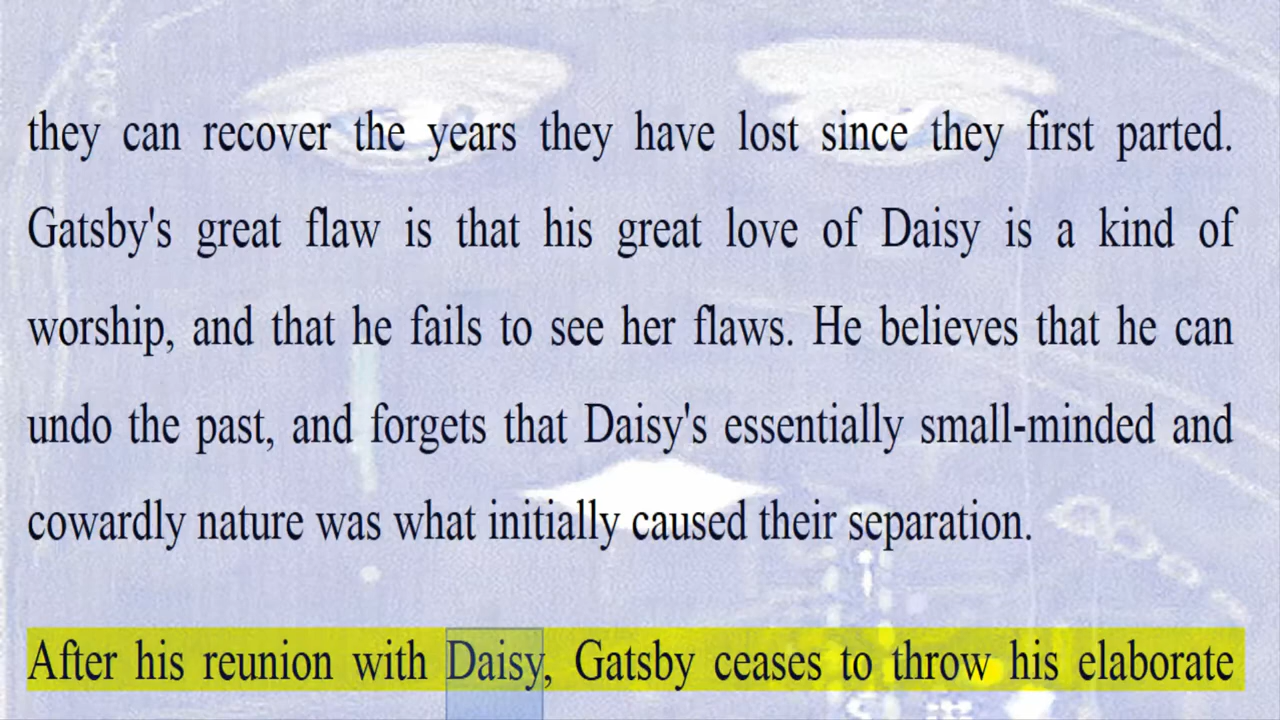 they can recover the years they have lost since they first parted.
Gatsby's great flaw is that his great love of Daisy is a kind of
worship, and that he fails to see her flaws. He believes that he can
undo the past, and forgets that Daisy's essentially small-minded and
cowardly nature was what initially caused their separation.
After his reunion with Daisy, Gatsby ceases to throw his elaborate